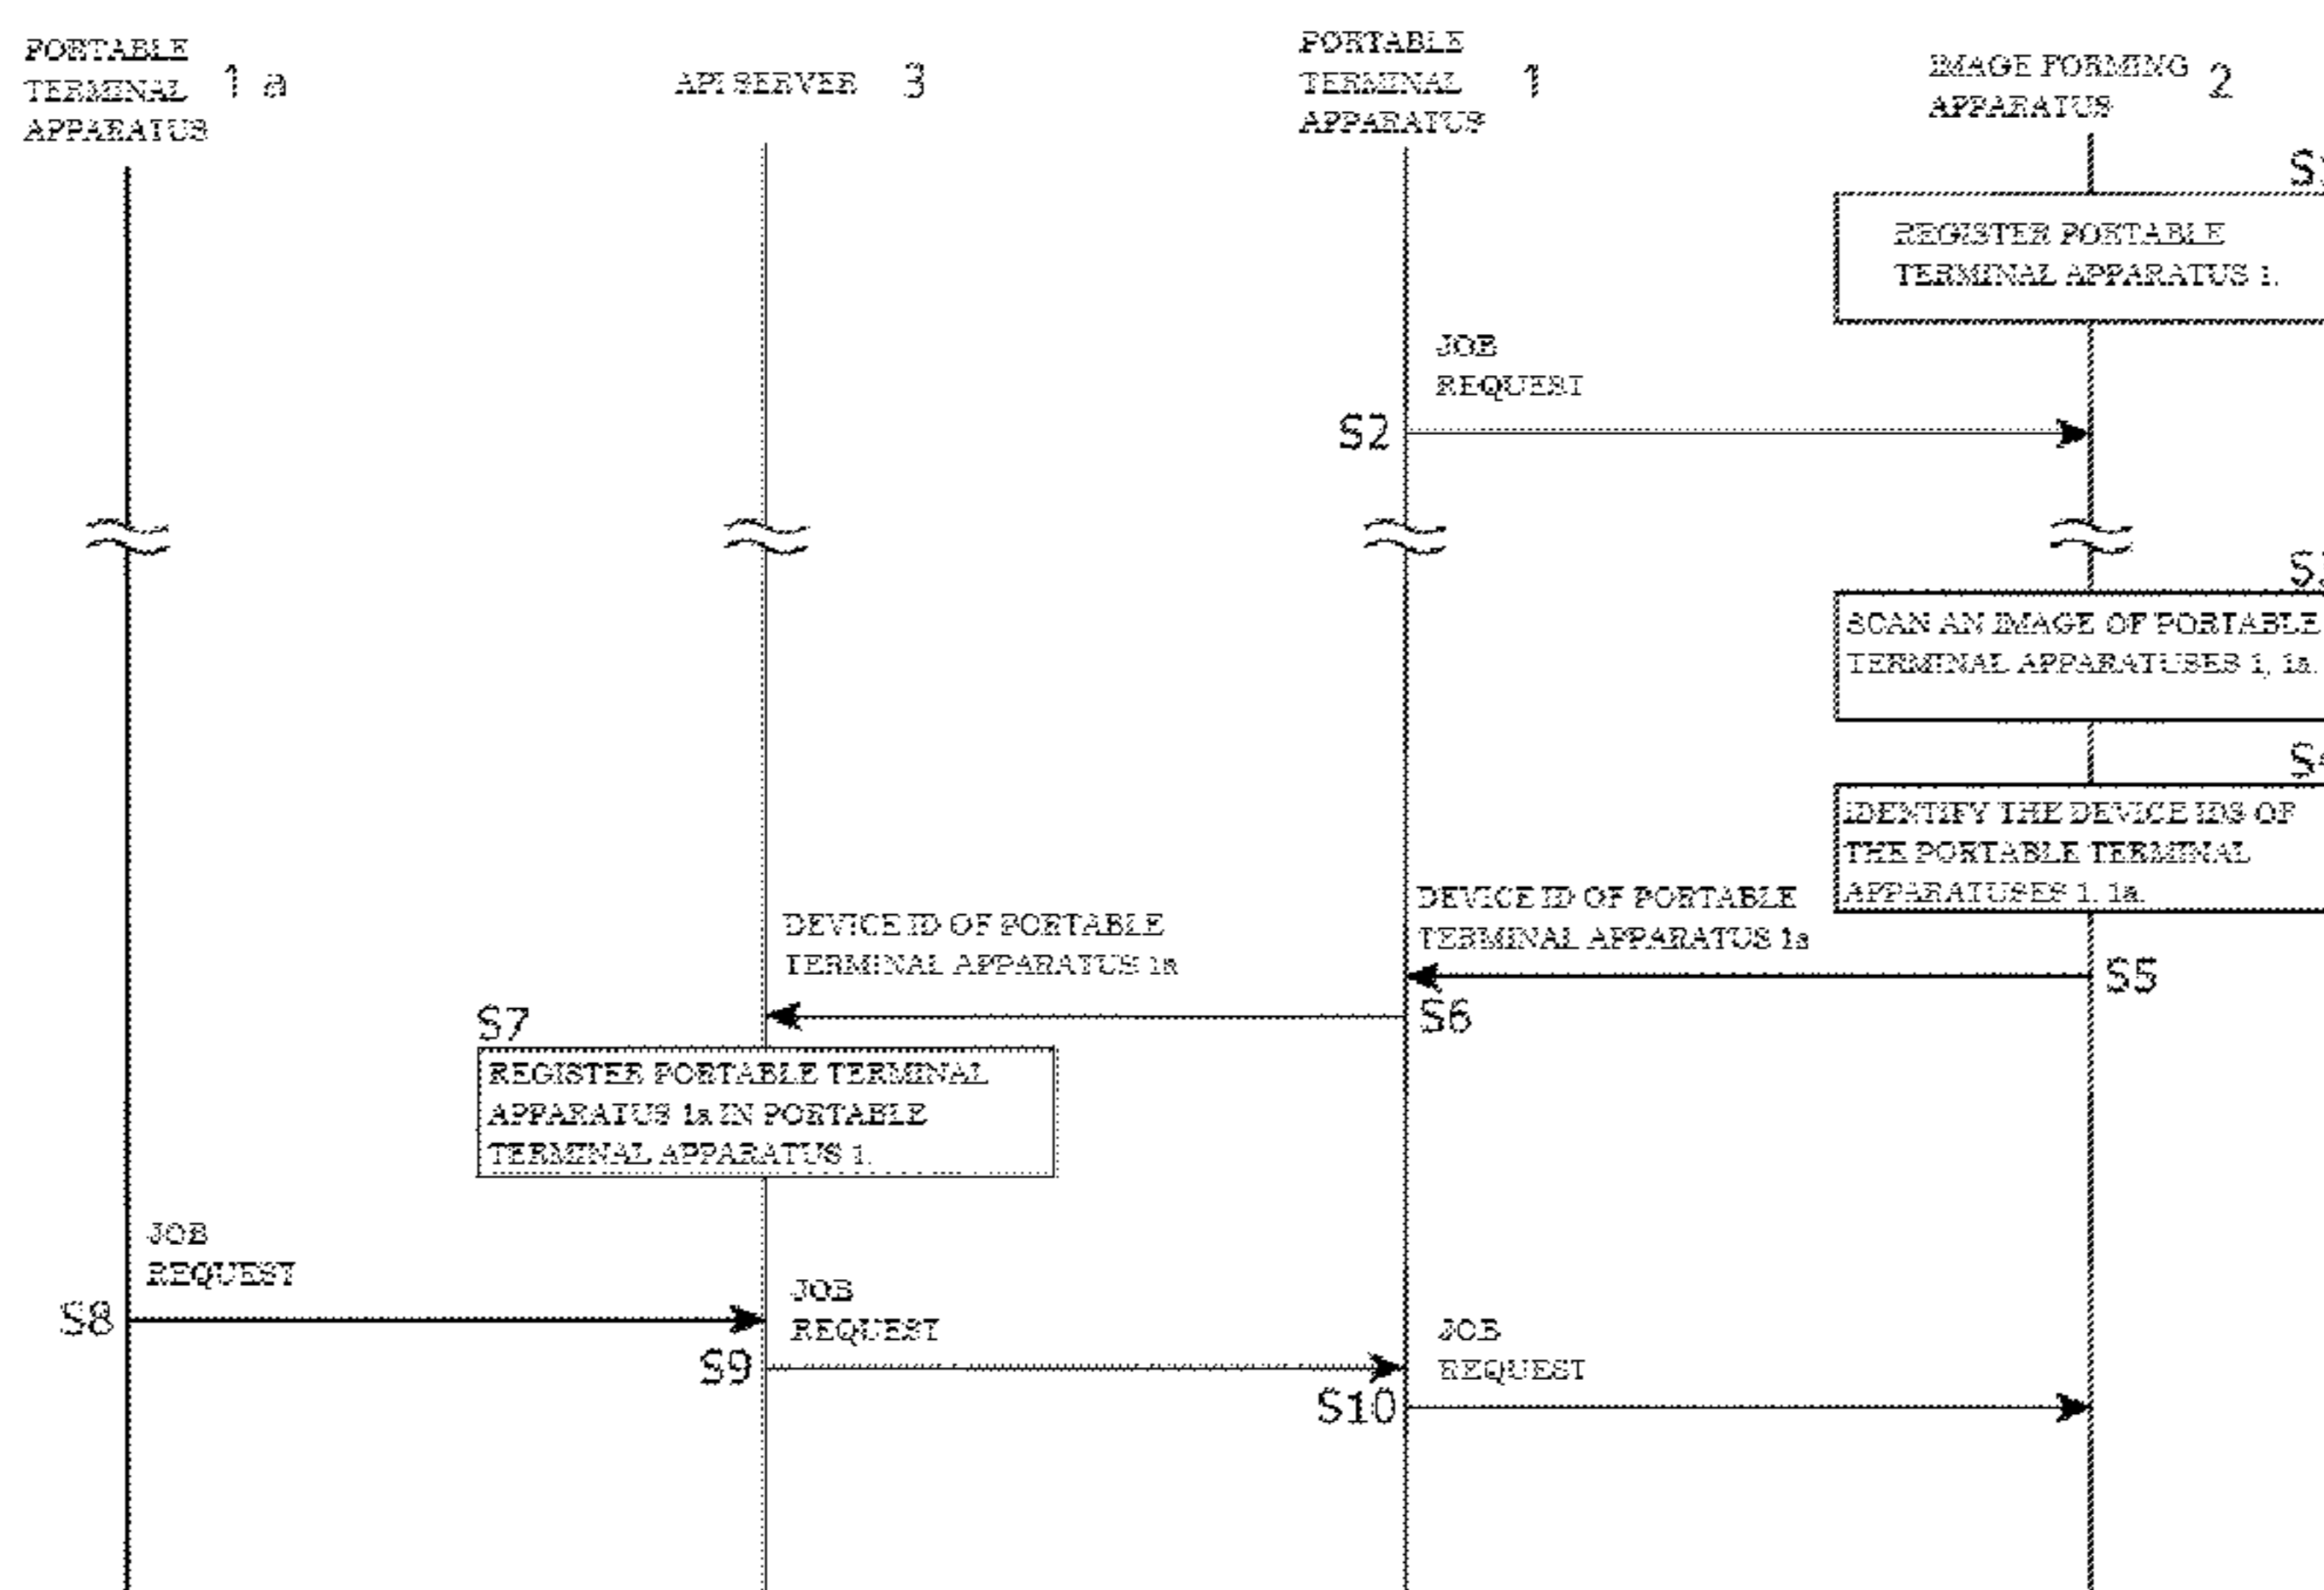 PORTABLE
TERMINAL 1a
APPARATUS
API SERVER 3
PORTABLE
TERMINAL 1
APPARATUS
IMAGE FORMING 2
APPARATUS
REGISTER PORTABLE
TERMINAL APPARATUS 1.
JOB
REQUEST
S2
SCAN AN IMAGE OF PORTABLE
TERMINAL APPARATUSES 1, 1a.
IDENTIFY THE DEVICE IDS OF
THE PORTABLE TERMINAL
APPARATUSES 1, 1a.
DEVICE ID OF PORTABLE
TERMINAL APPARATUS 1a
S5
DEVICE ID OF PORTABLE
TERMINAL APPARATUS 1a
S6
S7
REGISTER PORTABLE TERMINAL
APPARATUS 1a IN PORTABLE
TERMINAL APPARATUS 1.
JOB
REQUEST
S8
JOB
REQUEST
S9
JOB
REQUEST
S10